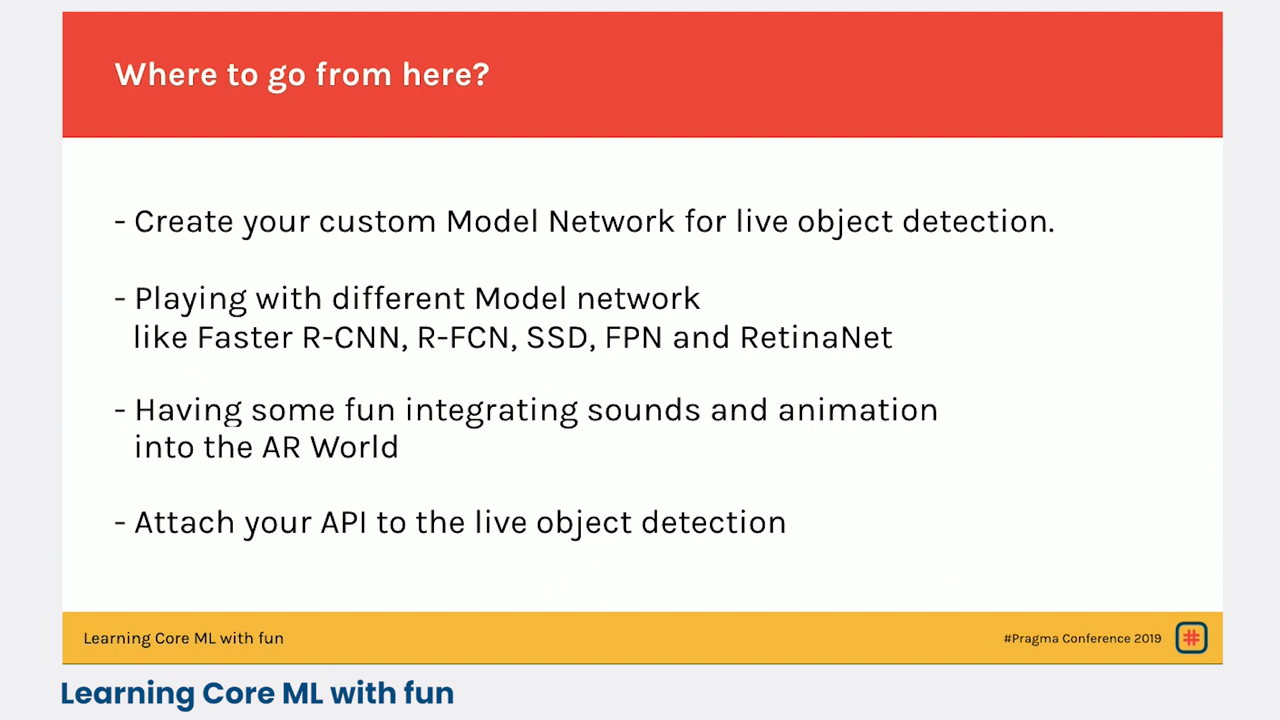 Where to go from here?
- Create your custom Model Network for live object detection.
- Playing with different Model network
like Faster R-CNN, R-FCN, SSD, FPN and RetinaNet
- Having some fun integrating sounds and animation
into the AR World
- Attach your API to the live object detection
Learning Core ML with fun
#Pragma Conference 2019
#
Learning Core ML with fun